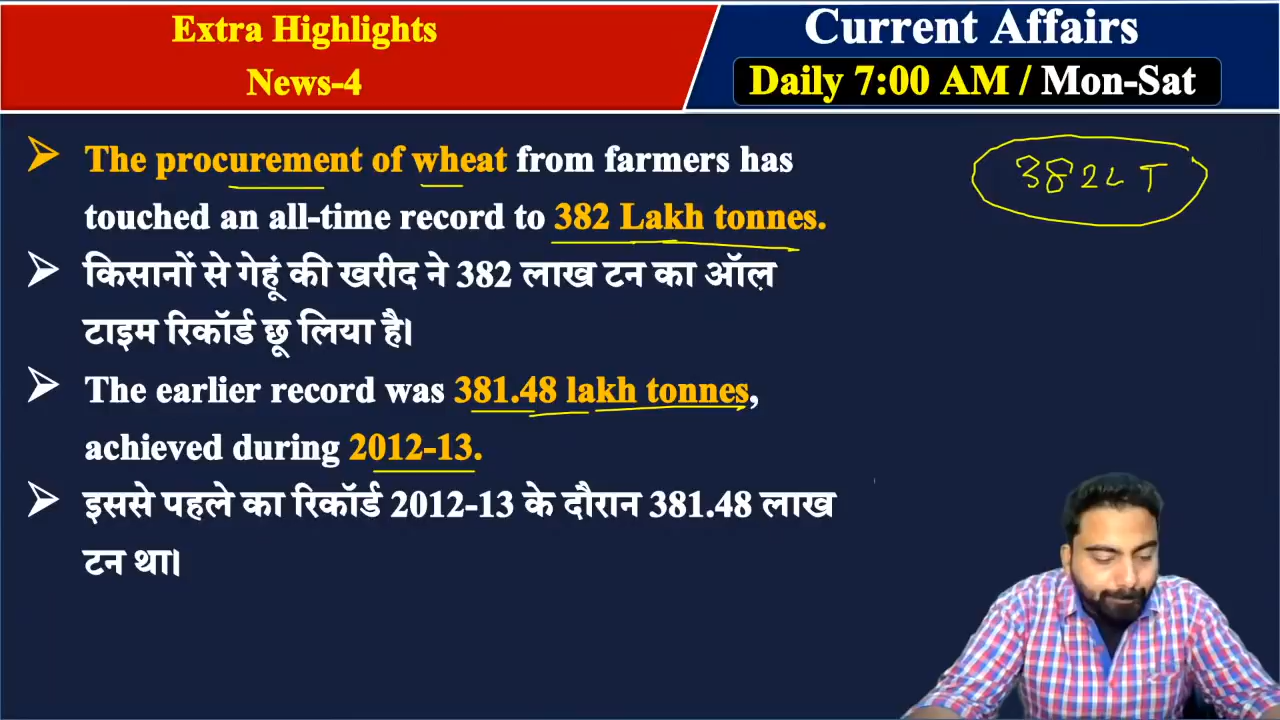 Extra Highlights
News-4
Current Affairs
Daily 7:00 AM / Mon-Sat
The procurement of wheat from farmers has
touched an all-time record to 382 Lakh tonnes.
382 L T
किसानों से गेहूं की खरीद ने 382 लाख टन का ऑल़
टाइम रिकॉर्ड छू लिया है।
The earlier record was 381.48 lakh tonnes,
achieved during 2012-13.
इससे पहले का रिकॉर्ड 2012-13 के दौरान 381.48 लाख
टन था।